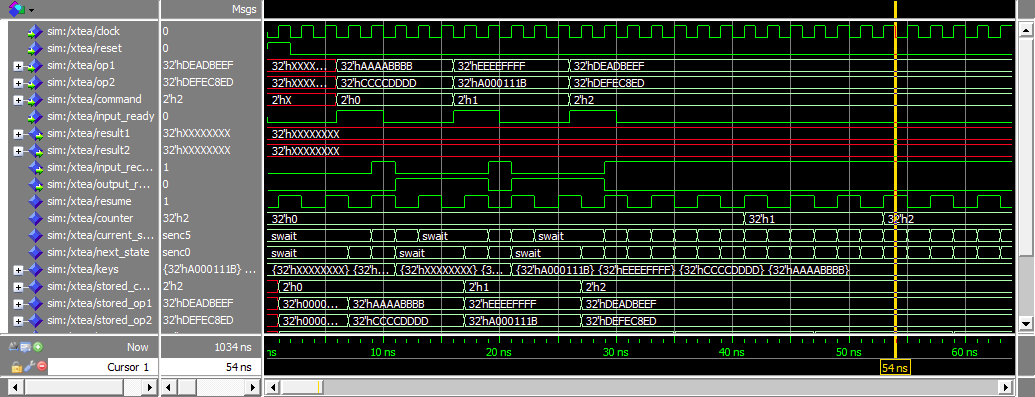 Msgs
sim:/xtea/clock 0
sim:/xtea/reset 0
sim:/xtea/op1 32'hDEADBEEF 32'hXXXX... 32'hAAAABBBB 32'hEEEEFFFF 32'hDEADBEEF
sim:/xtea/op2 32'hDEFEC8ED 32'hXXXX... 32'hCCCCDDDD 32'hA000111B 32'hDEFEC8ED
sim:/xtea/command 2'h2 2'hX 2'h0 2'h1 2'h2
sim:/xtea/input_ready 0
sim:/xtea/result1 32'hXXXXXXXX 32'hXXXXXXXX
sim:/xtea/result2 32'hXXXXXXXX 32'hXXXXXXXX
sim:/xtea/input_rec... 1
sim:/xtea/output_r... 0
sim:/xtea/resume 1
sim:/xtea/counter 32'h2 32'h0 32'h1 32'h2
sim:/xtea/current_s... senc5 swait swait swait
sim:/xtea/next_state senc0 swait swait swait
sim:/xtea/keys {32'hA000111B} ... {32'hXXXXXXXX} {32'h... {32'hXXXXXXXX} {3... {32'hA000111B} {32'hEEEEFFFF} {32'hCCCCDDDD} {32'hAAAABBBB}
sim:/xtea/stored_c... 2'h2 2'h0 2'h1 2'h2
sim:/xtea/stored_op1 32'hDEADBEEF 32'h0000... 32'hAAAABBBB 32'hEEEEFFFF 32'hDEADBEEF
sim:/xtea/stored_op2 32'hDEFEC8ED 32'h0000... 32'hCCCCDDDD 32'hA000111B 32'hDEFEC8ED
Now 1034 ns ns 10 ns 20 ns 30 ns 40 ns 50 ns 60 ns
Cursor 1 54 ns 54 ns